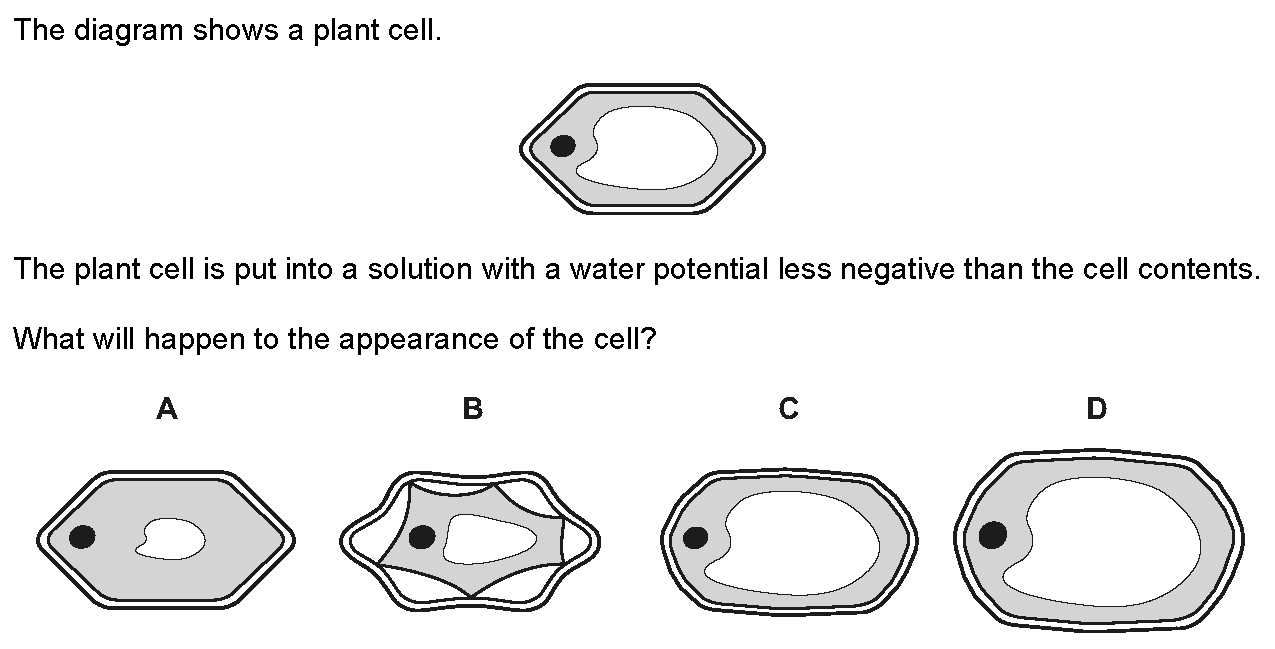 The diagram shows a plant cell.
The plant cell is put into a solution with a water potential less negative than the cell contents.
What will happen to the appearance of the cell?
A B C D